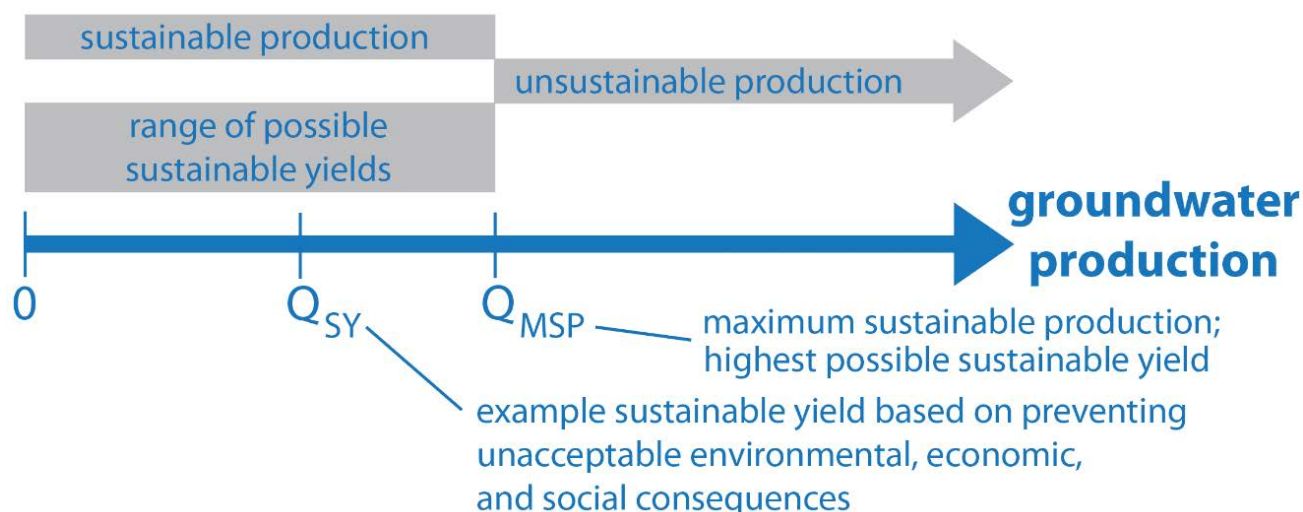 sustainable production
unsustainable production
range of possible
sustainable yields
groundwater
production
0
Q SY
Q MSP
maximum sustainable production;
highest possible sustainable yield
example sustainable yield based on preventing
unacceptable environmental, economic,
and social consequences